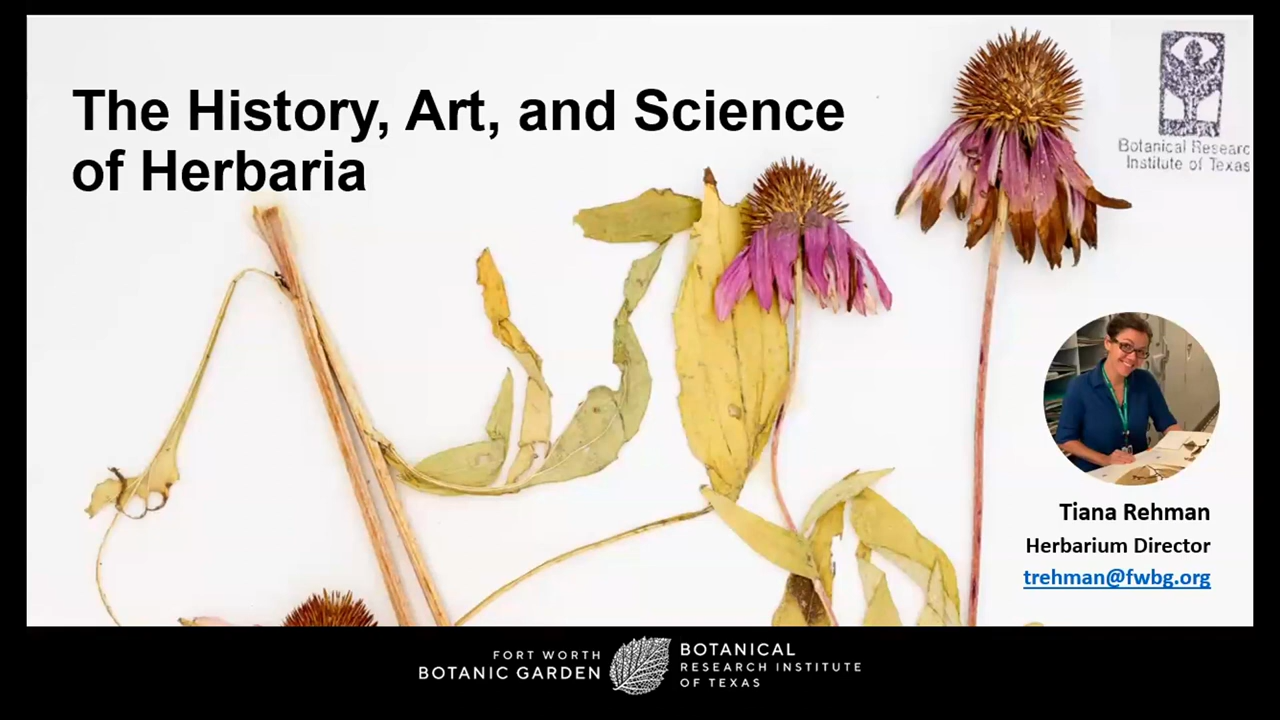 The History, Art, and Science
of Herbaria
Botanical Researc
Institute of Texas
Tiana Rehman
Herbarium Director
trehman@fwbg.org
FORT WORTH
BOTANIC GARDEN
BOTANICAL
RESEARCH INSTITUTE
OF TEXAS